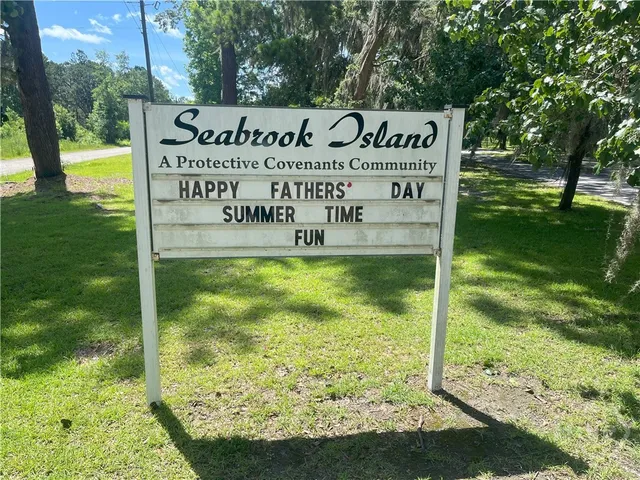 Seabrook Island
A Protective Covenants Community
HAPPY FATHERS' DAY
SUMMER TIME
FUN